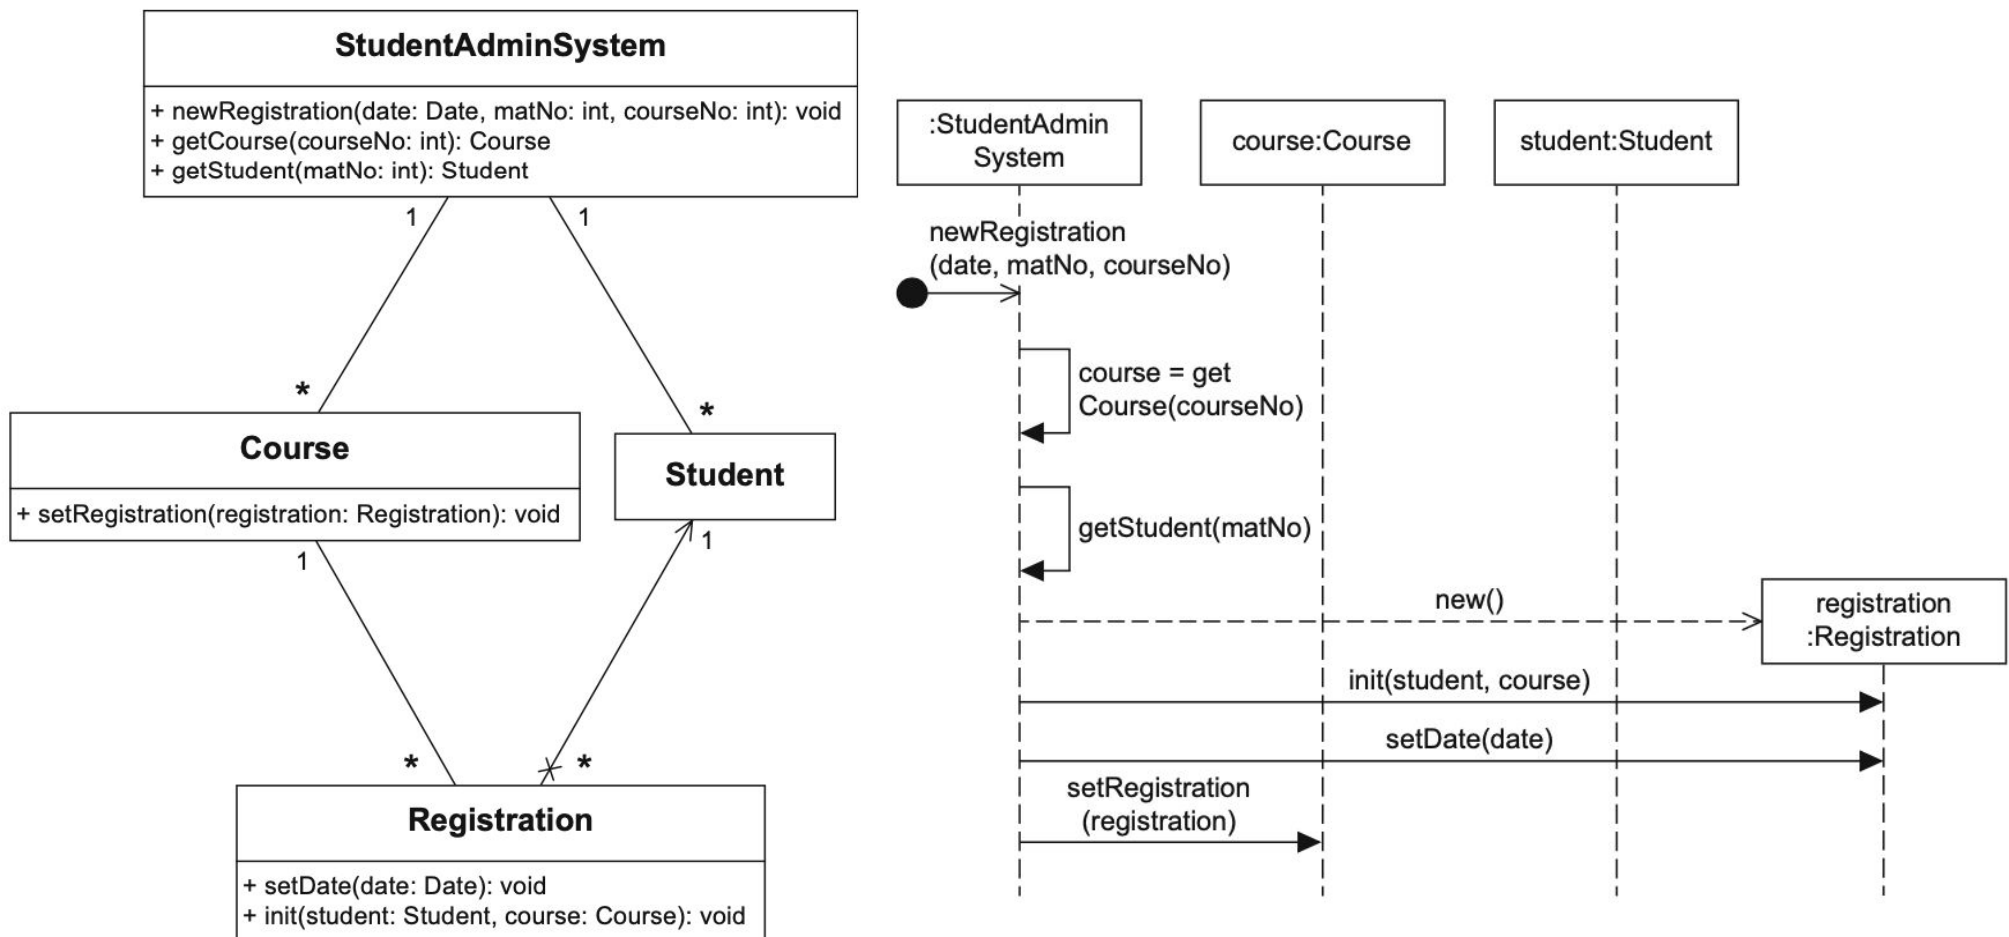 StudentAdminSystem
+ newRegistration(date: Date, matNo: int, courseNo: int): void
+ getCourse(courseNo: int): Course
+ getStudent(matNo: int): Student
1
1
*
*
Course
+ setRegistration(registration: Registration): void
Student
1
1
*
*
Registration
+ setDate(date: Date): void
+ init(student: Student, course: Course): void
:StudentAdmin
System
course:Course
student:Student
newRegistration
(date, matNo, courseNo)
course = get
Course(courseNo)
getStudent(matNo)
new()
registration
:Registration
init(student, course)
setDate(date)
setRegistration
(registration)